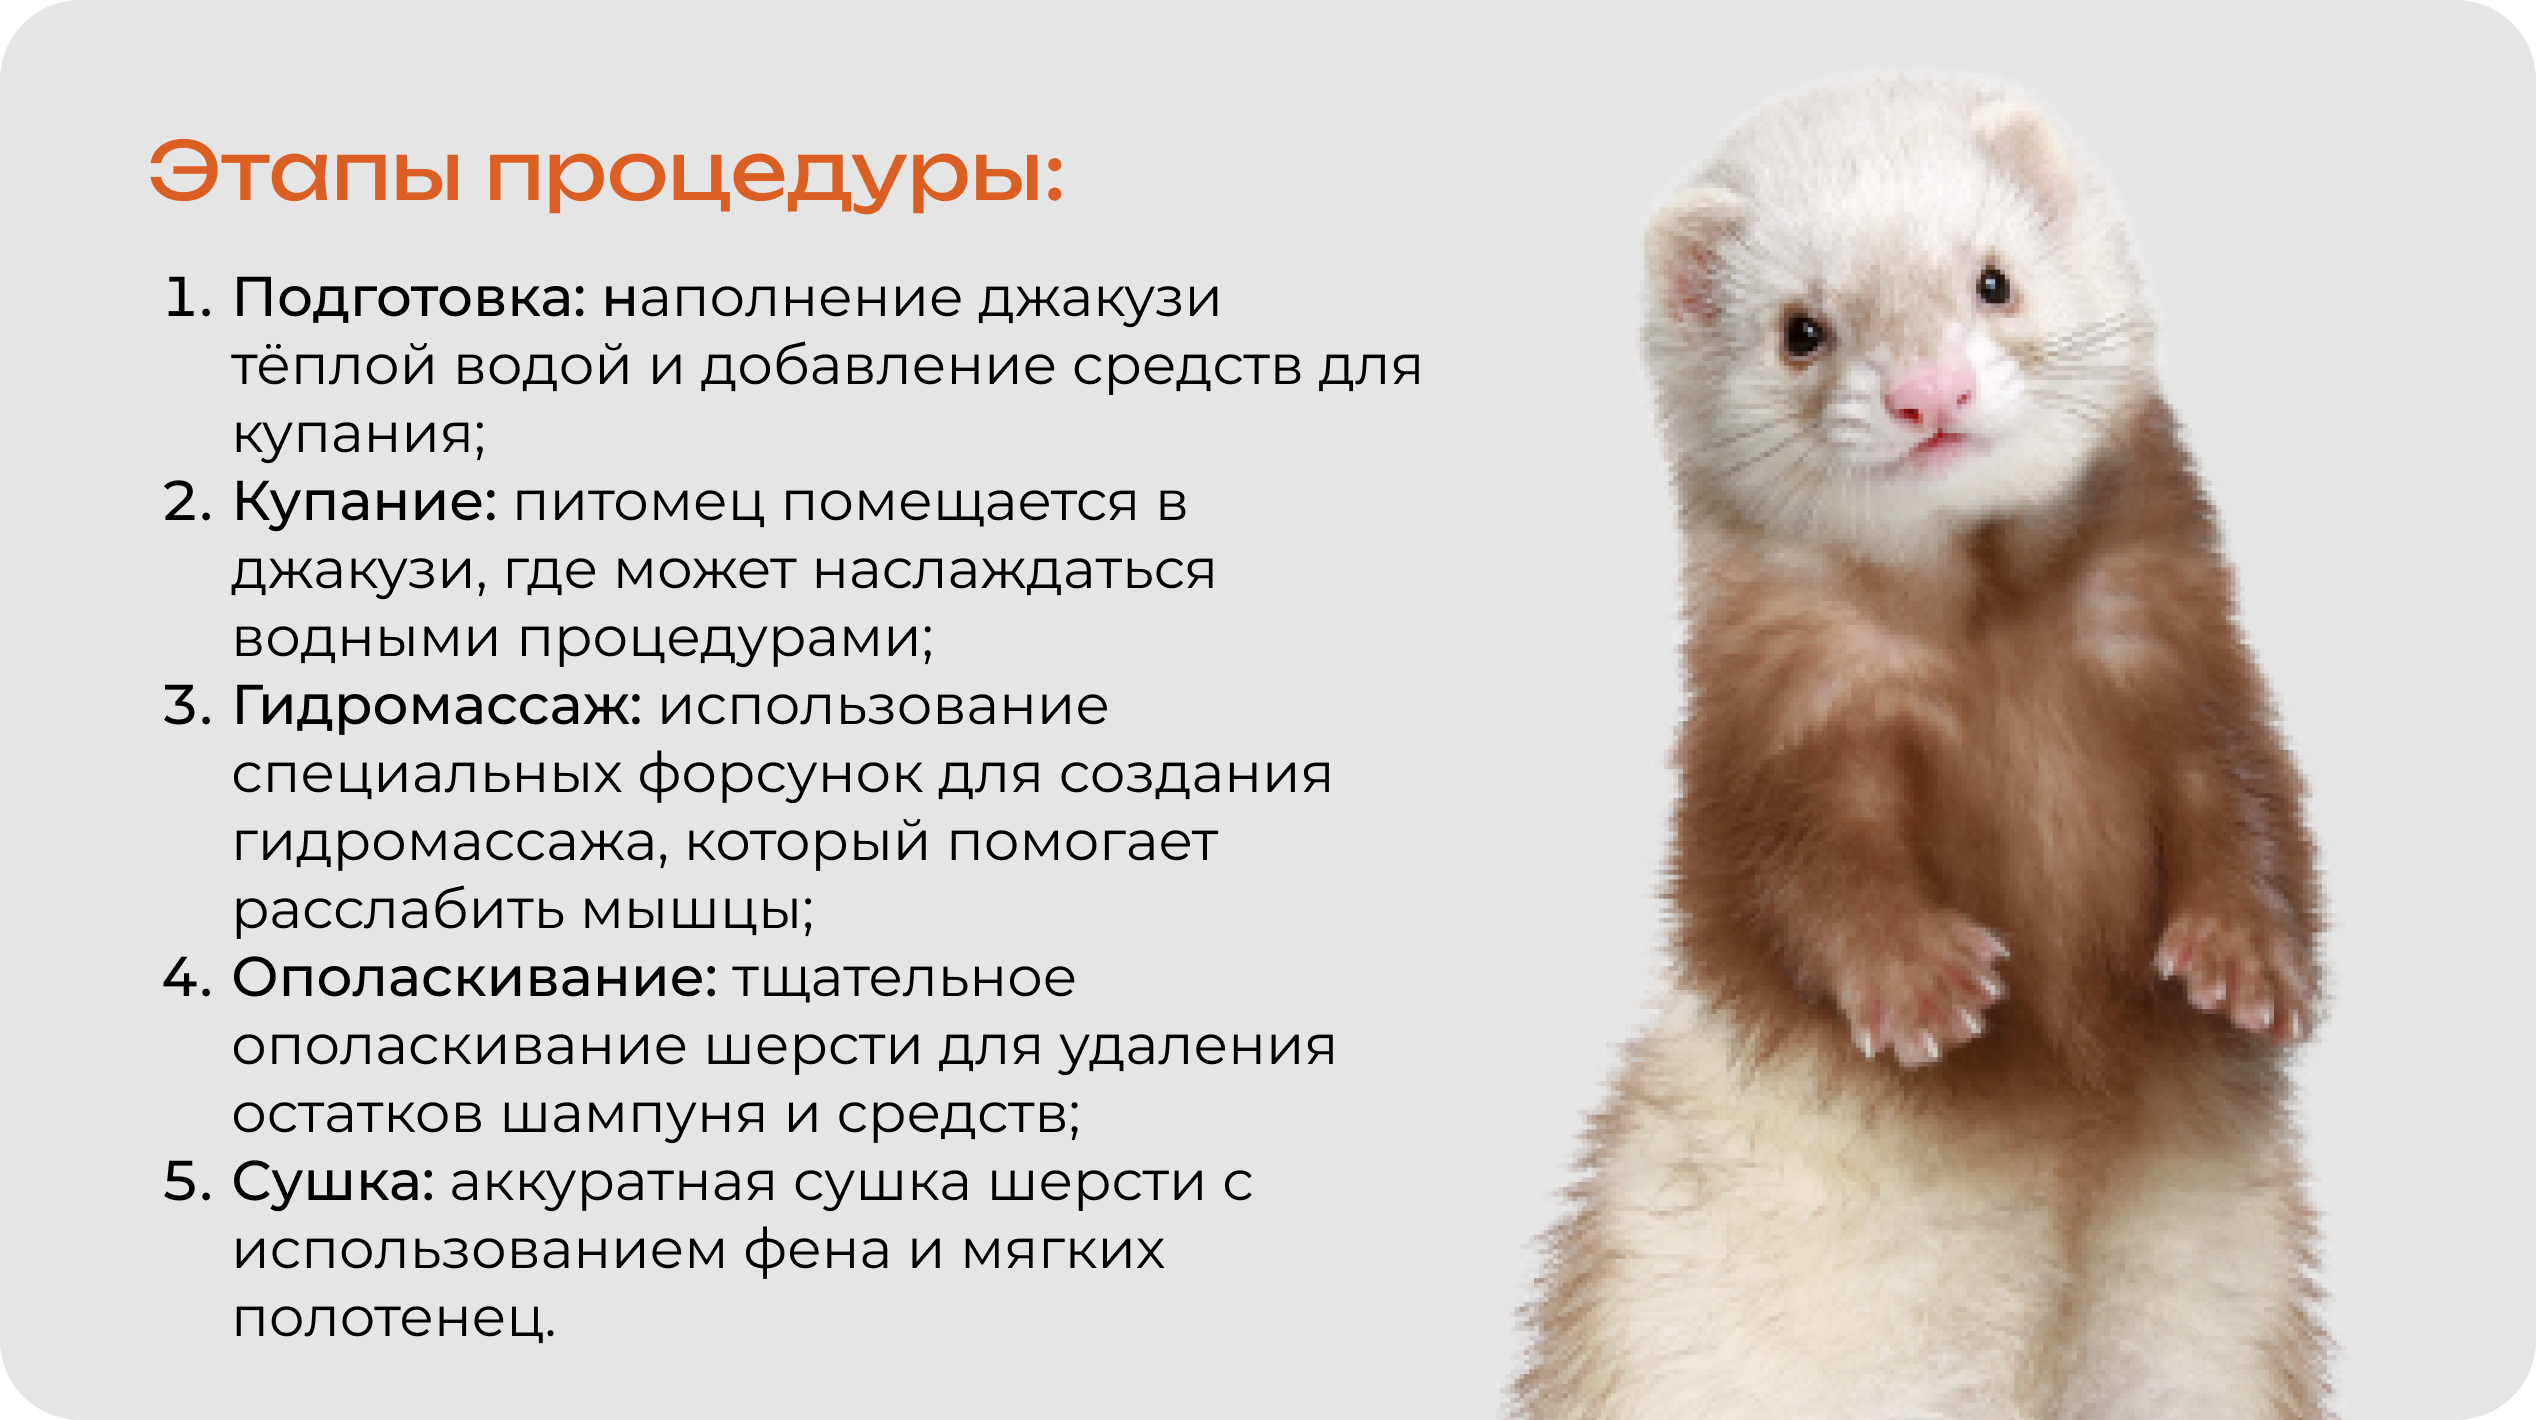 Этапы процедуры:
1. Подготовка: наполнение джакузи
тёплой водой и добавление средств для
купания;
2. Купание: питомец помещается в
джакузи, где может наслаждаться
водными процедурами;
3. Гидромассаж: использование
специальных форсунок для создания
гидромассажа, который помогает
расслабить мышцы;
4. Ополаскивание: тщательное
ополаскивание шерсти для удаления
остатков шампуня и средств;
5. Сушка: аккуратная сушка шерсти с
использованием фена и мягких
полотенец.